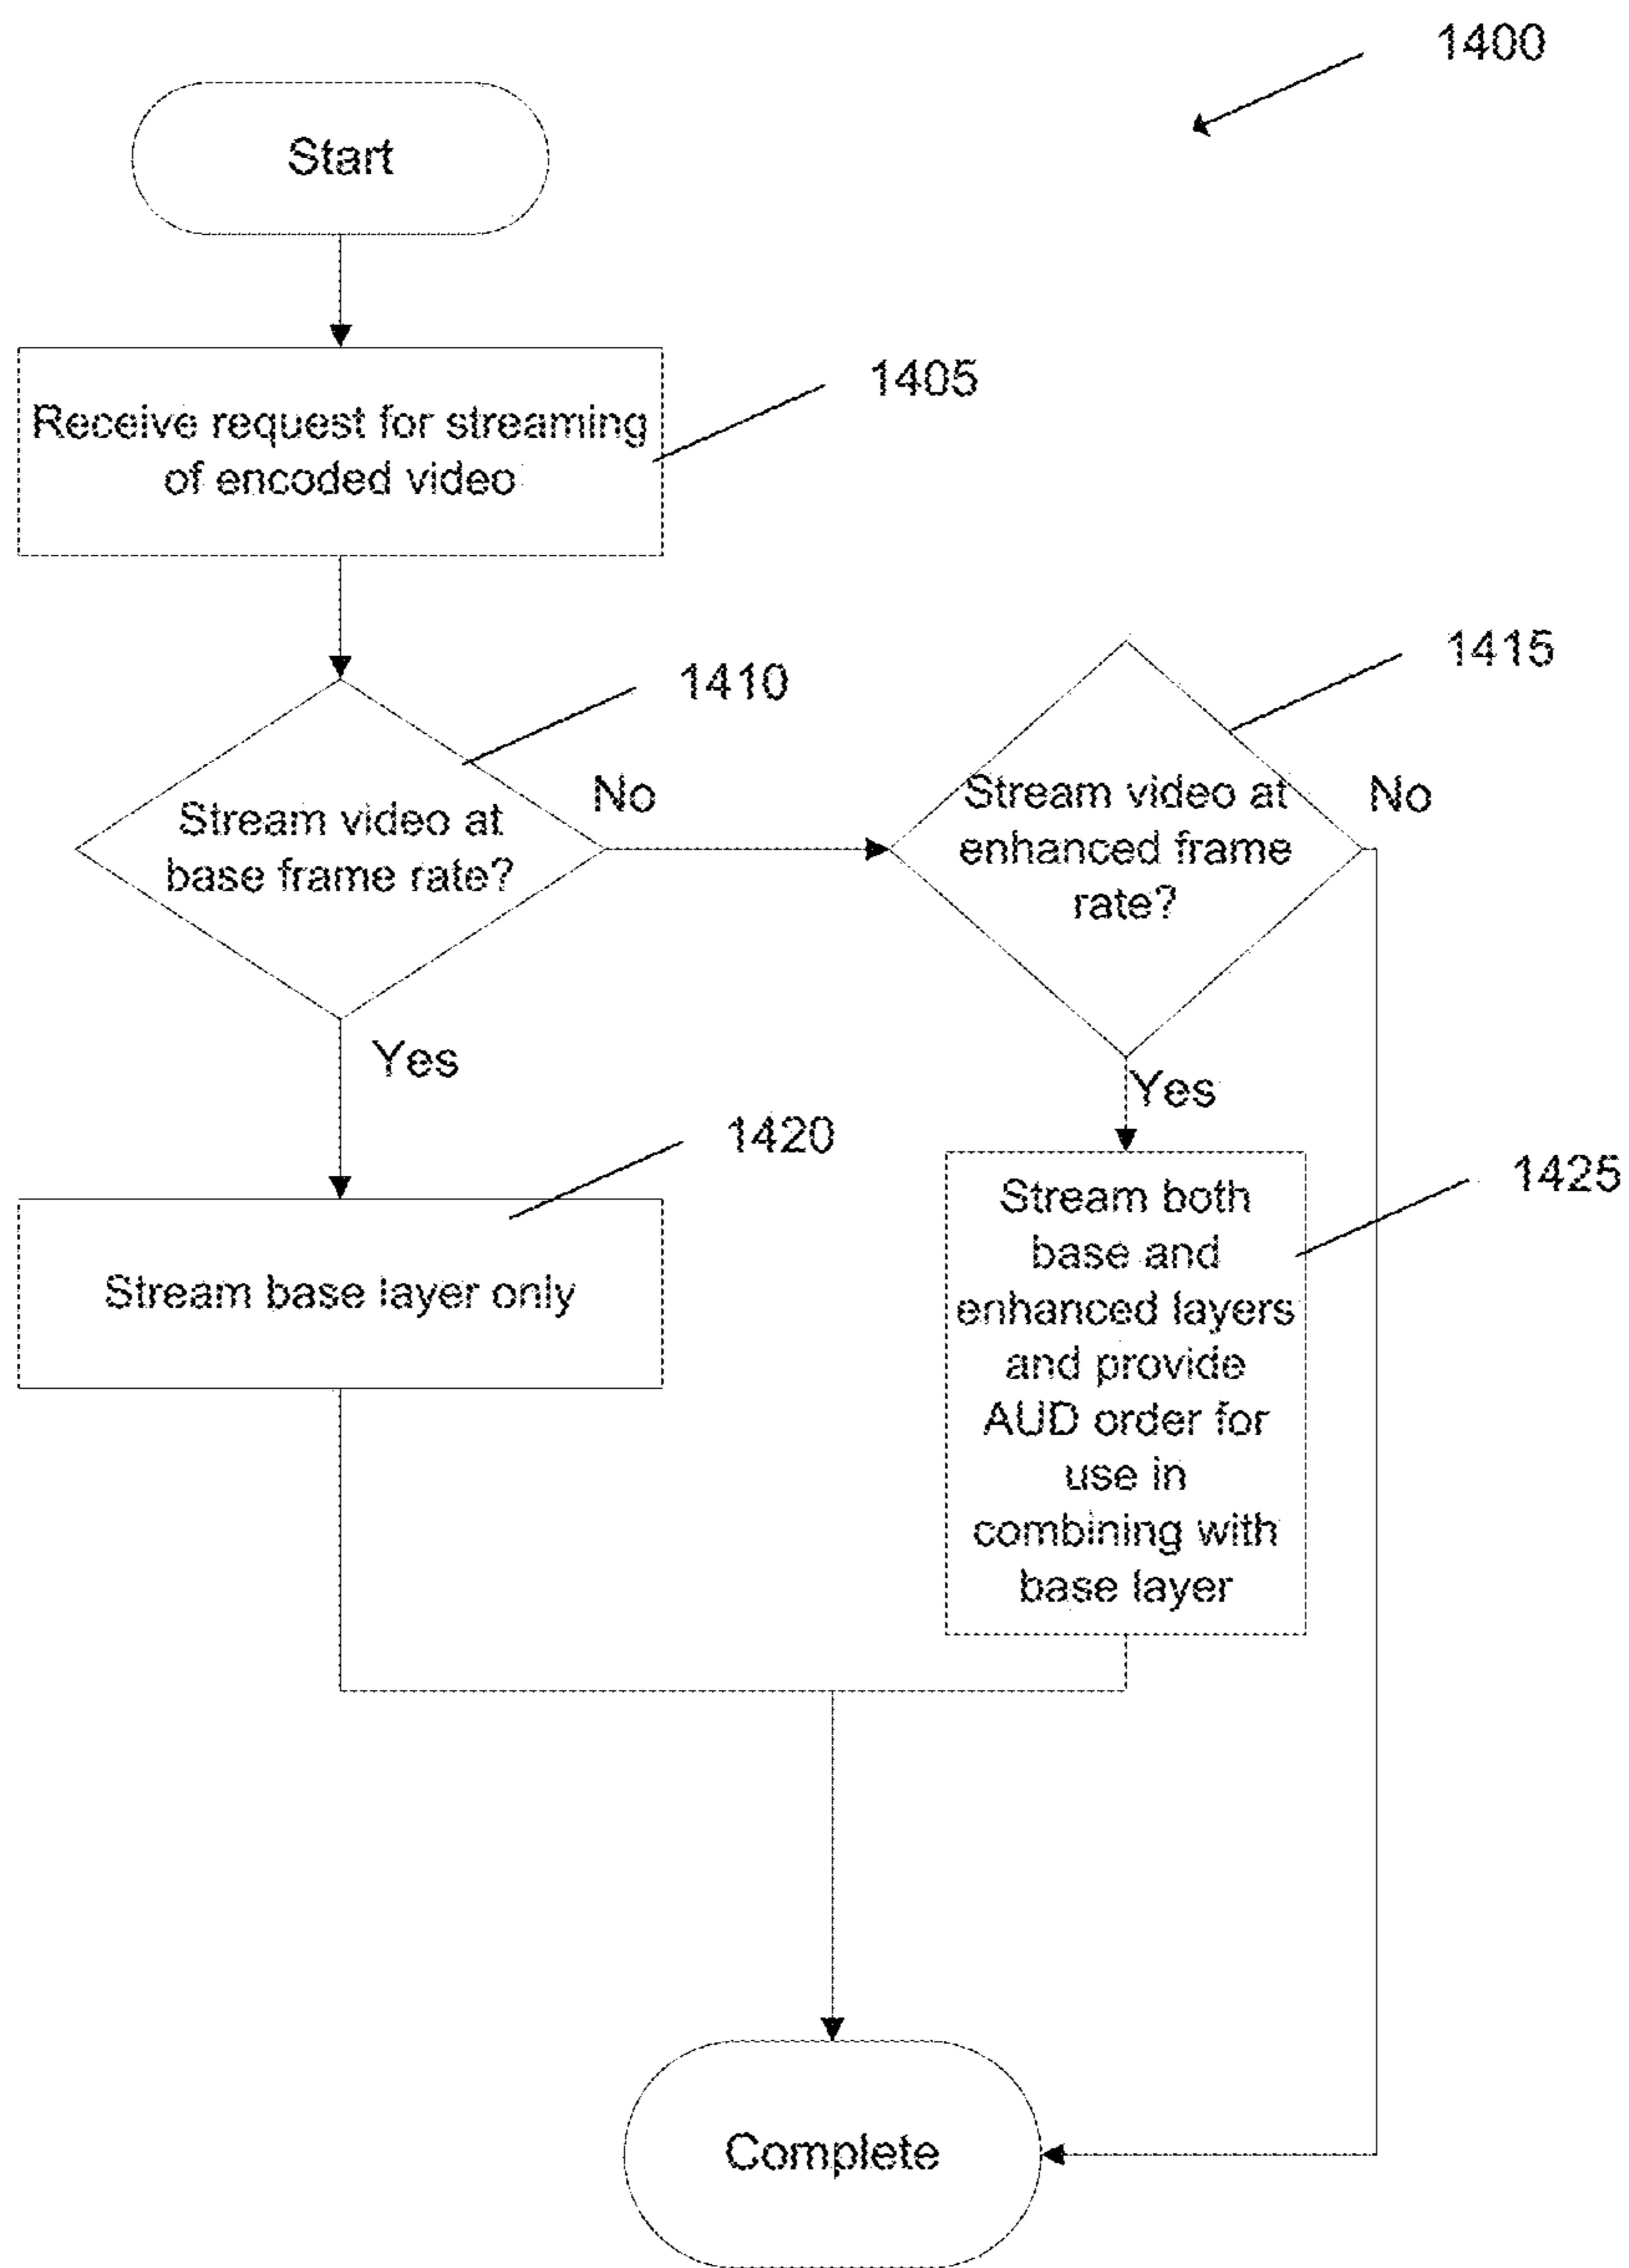 1400
Start
1405
Receive request for streaming
of encoded video
1410
1415
Stream video at
base frame rate?
No
Stream video at
enhanced frame
rate?
No
Yes
Yes
1420
Stream base layer only
1425
Stream both
base and
enhanced layers
and provide
AUD order for
use in
combining with
base layer
Complete